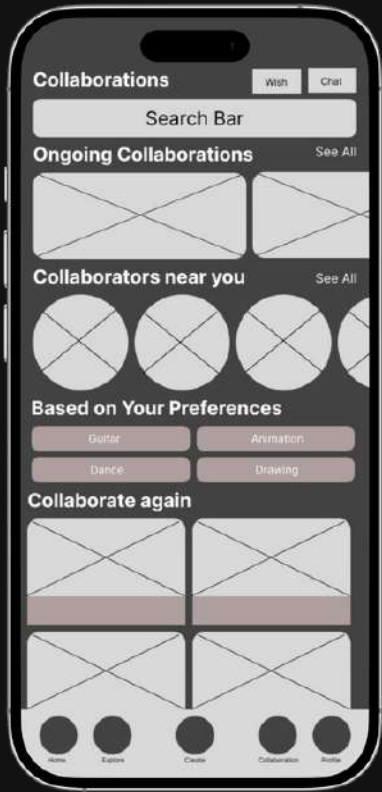 Collaborations Wish Chat
Search Bar
Ongoing Collaborations See All
Collaborators near you See All
Based on Your Preferences
Guitar Animation
Dance Drawing
Collaborate again
Home Explore Create Collaboration Profile